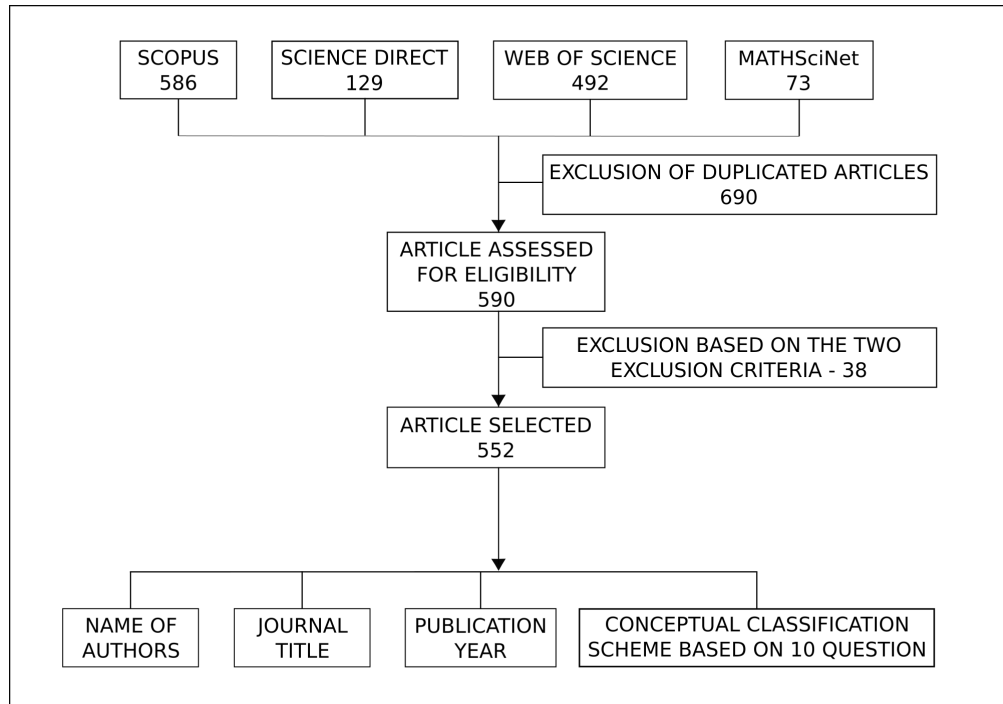 SCOPUS
586
SCIENCE DIRECT
129
WEB OF SCIENCE
492
MATHSciNet
73
EXCLUSION OF DUPLICATED ARTICLES
690
ARTICLE ASSESSED
FOR ELIGIBILITY
590
EXCLUSION BASED ON THE TWO
EXCLUSION CRITERIA - 38
ARTICLE SELECTED
552
NAME OF
AUTHORS
JOURNAL
TITLE
PUBLICATION
YEAR
CONCEPTUAL CLASSIFICATION
SCHEME BASED ON 10 QUESTION